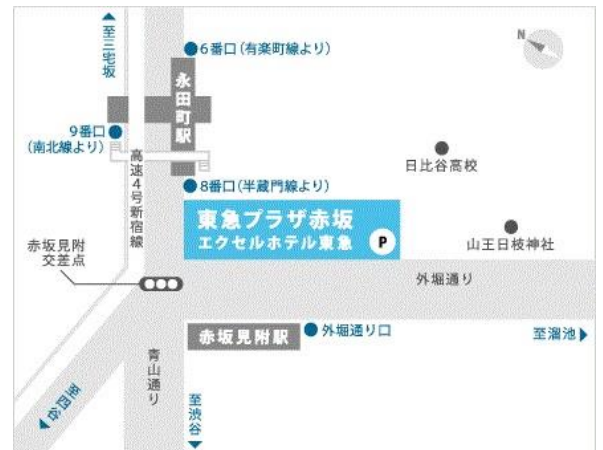 至三宅坂
6番口(有楽町線より)
N
永田町駅
9番口
(南北線より)
高速4号新宿線
日比谷高校
8番口(半蔵門線より)
東急プラザ赤坂
エクセルホテル東急
P
山王日枝神社
赤坂見附
交差点
外堀通り
赤坂見附駅
外堀通り口
至溜池
青山通り
至四谷
至渋谷